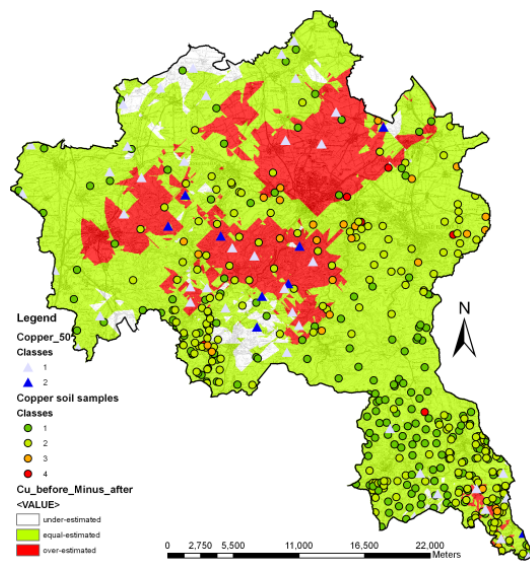 N
Legend
Copper_50
Classes
1
2
Copper soil samples
Classes
1
2
3
4
Cu_before_Minus_after
<VALUE>
under-estimated
equal-estimated
over-estimated
0 2,750 5,500 11,000 16,500 22,000
Meters